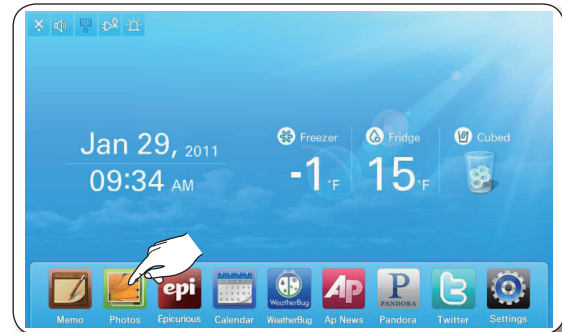 Jan 29, 2011
09:34 AM
Freezer
-1 °F
Fridge
15 °F
Cubed
epi
WeatherBug
AP
P
PANDORA
Memo Photos Epicurious Calendar WeatherBug Ap News Pandora Twitter Settings